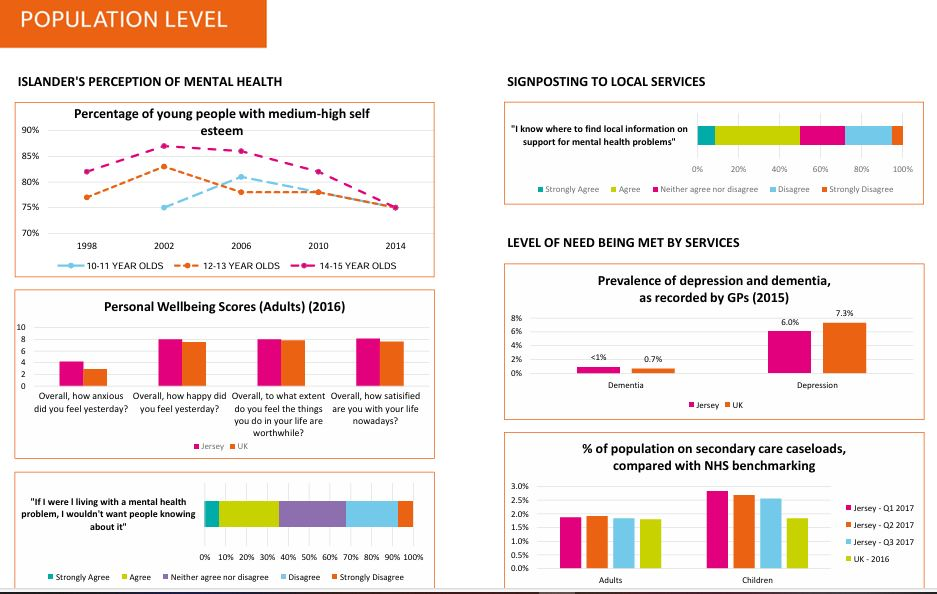 POPULATION LEVEL
ISLANDER'S PERCEPTION OF MENTAL HEALTH
Percentage of young people with medium-high self
esteem
90%
85%
80%
75%
70%
1998 2002 2006 2010 2014
10-11 YEAR OLDS 12-13 YEAR OLDS 14-15 YEAR OLDS
Personal Wellbeing Scores (Adults) (2016)
10
8
6
4
2
0
Overall, how anxious did you feel yesterday?
Overall, how happy did you feel yesterday?
Overall, to what extent do you feel the things you do in your life are worthwhile?
Overall, how satisified are you with your life nowadays?
Jersey UK
"If I were I living with a mental health
problem, I wouldn't want people knowing
about it"
0% 10% 20% 30% 40% 50% 60% 70% 80% 90% 100%
Strongly Agree Agree Neither agree nor disagree Disagree Strongly Disagree
SIGNPOSTING TO LOCAL SERVICES
"I know where to find local information on
support for mental health problems"
0% 20% 40% 60% 80% 100%
Strongly Agree Agree Neither agree nor disagree Disagree Strongly Disagree
LEVEL OF NEED BEING MET BY SERVICES
Prevalence of depression and dementia,
as recorded by GPs (2015)
8%
6%
4%
2%
0%
<1% 0.7% 6.0% 7.3%
Dementia Depression
Jersey UK
% of population on secondary care caseloads,
compared with NHS benchmarking
3.0%
2.5%
2.0%
1.5%
1.0%
0.5%
0.0%
Adults Children
Jersey - Q1 2017
Jersey - Q2 2017
Jersey - Q3 2017
UK - 2016